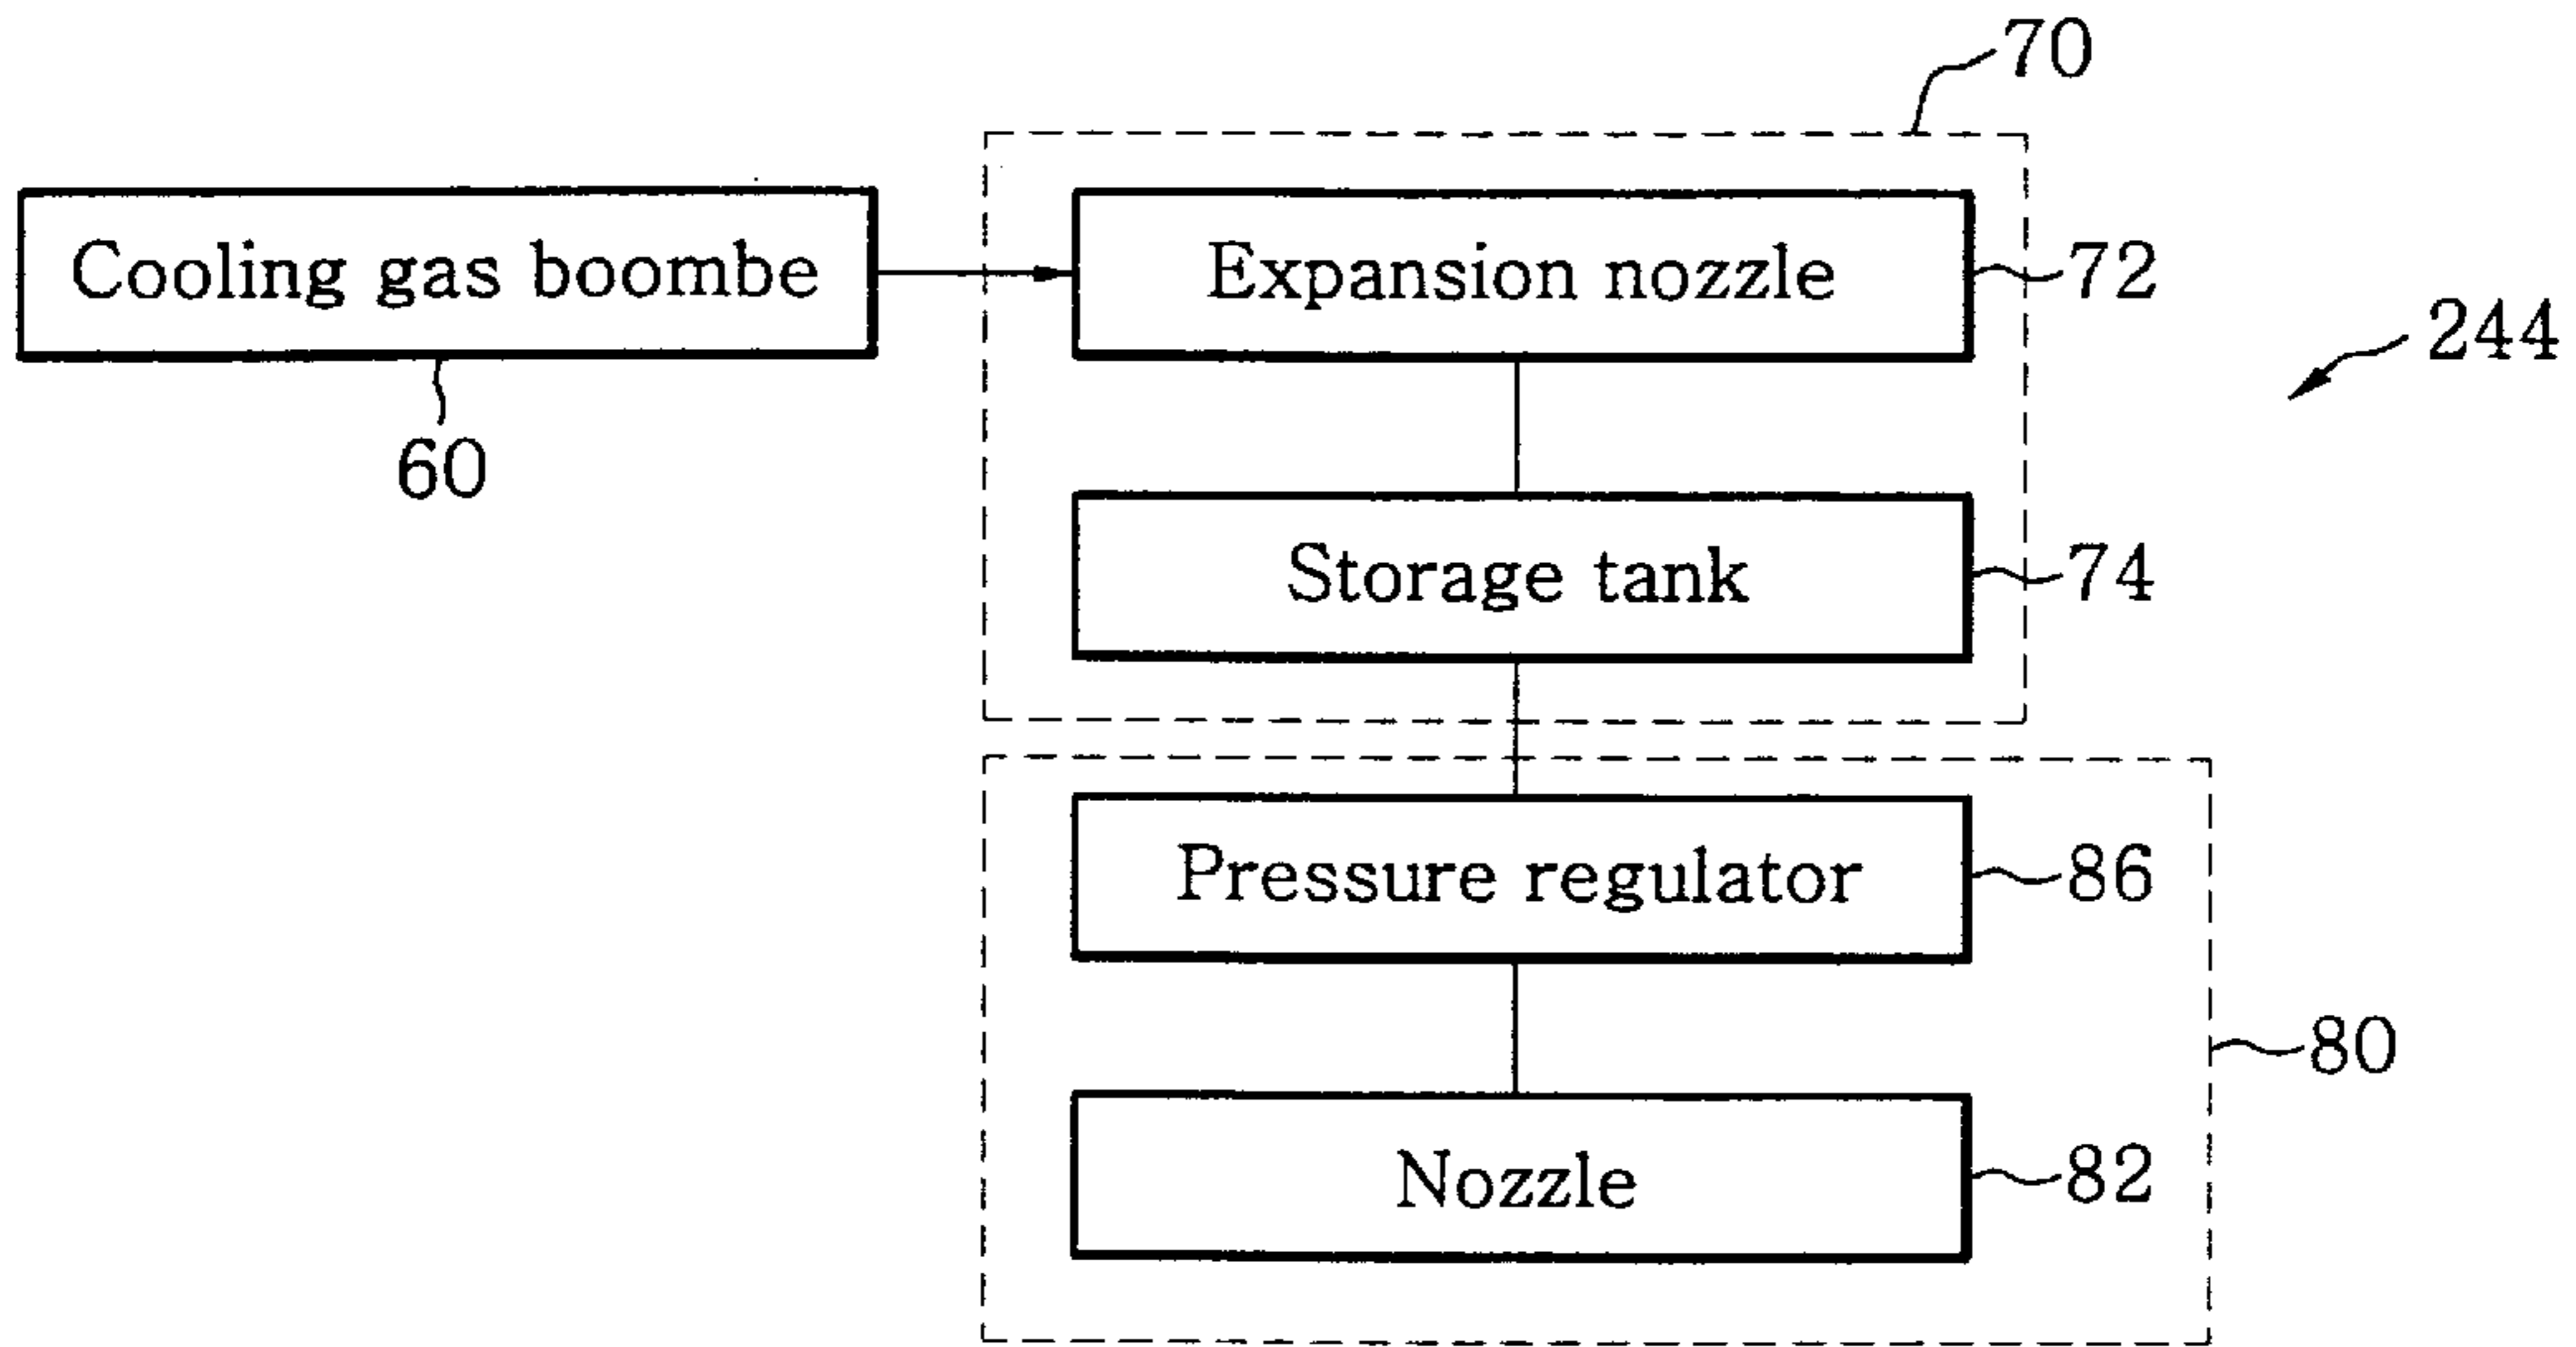 70
Cooling gas boombe
Expansion nozzle
72
244
60
Storage tank
74
Pressure regulator
86
80
Nozzle
82